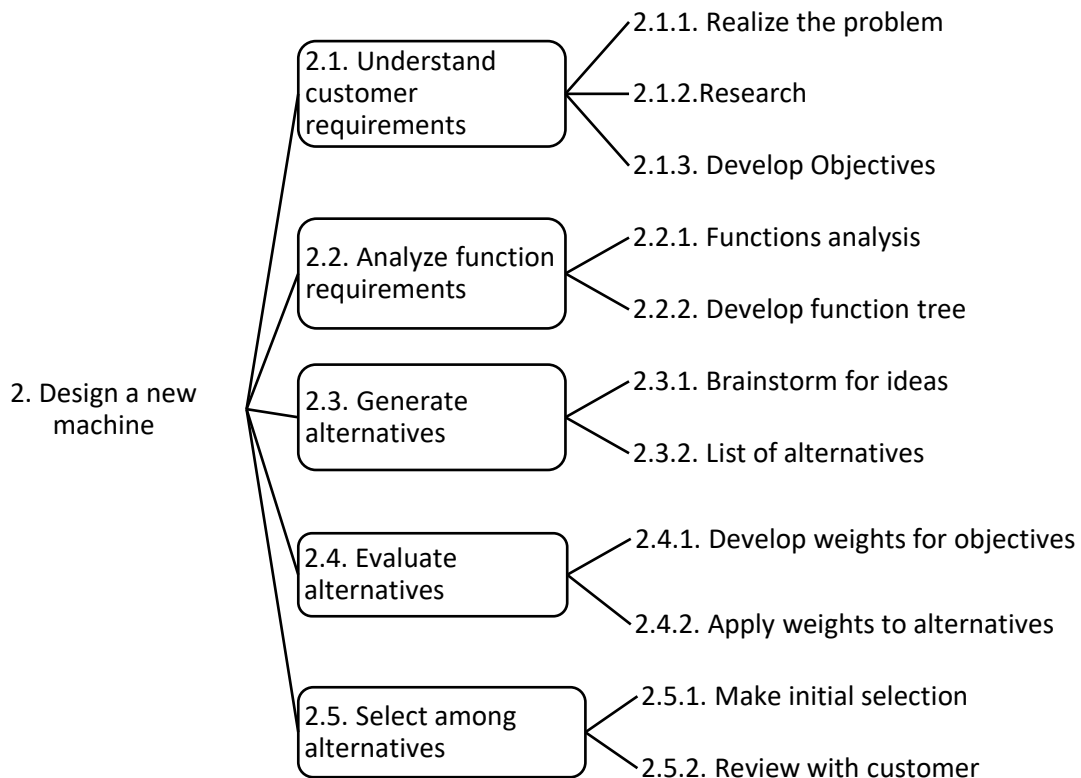 2. Design a new
machine
2.1. Understand
customer
requirements
2.1.1. Realize the problem
2.1.2.Research
2.1.3. Develop Objectives
2.2. Analyze function
requirements
2.2.1. Functions analysis
2.2.2. Develop function tree
2.3. Generate
alternatives
2.3.1. Brainstorm for ideas
2.3.2. List of alternatives
2.4. Evaluate
alternatives
2.4.1. Develop weights for objectives
2.4.2. Apply weights to alternatives
2.5. Select among
alternatives
2.5.1. Make initial selection
2.5.2. Review with customer